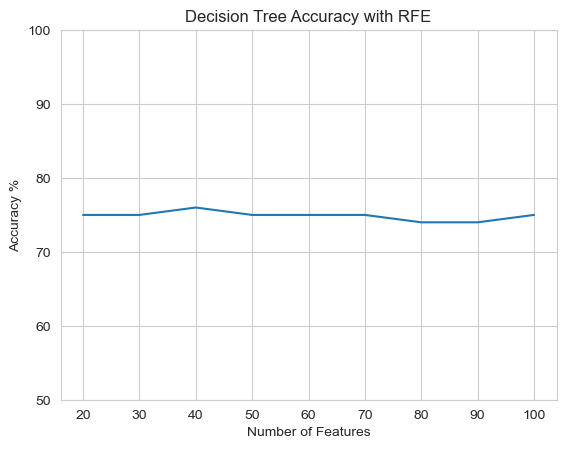 Decision Tree Accuracy with RFE
100
90
80
70
60
50
Accuracy %
20 30 40 50 60 70 80 90 100
Number of Features